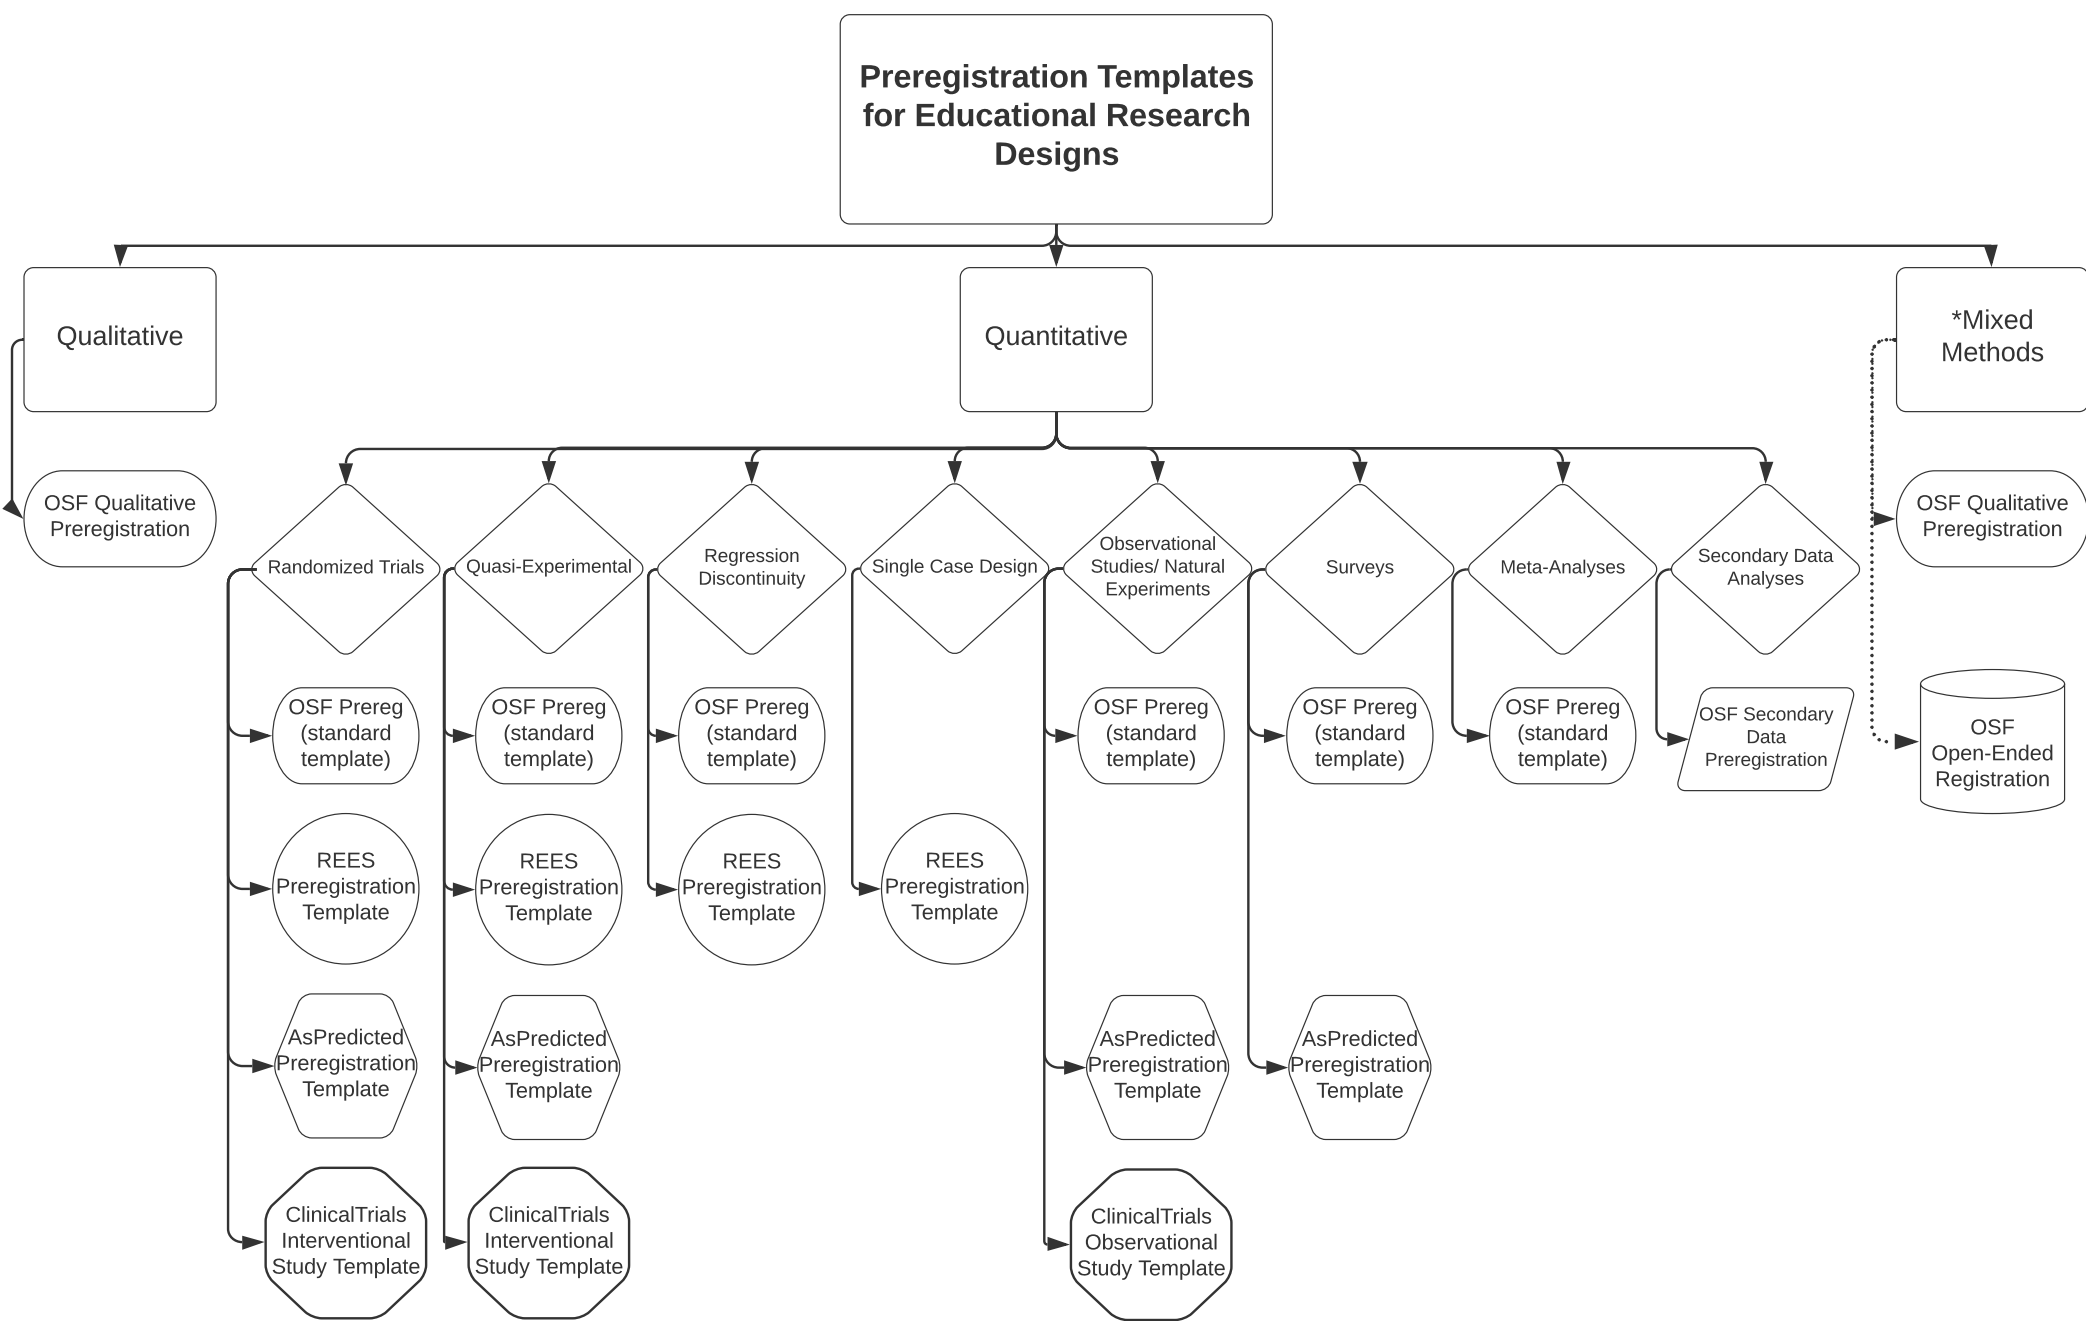 Preregistration Templates
for Educational Research
Designs
Qualitative
Quantitative
*Mixed
Methods
OSF Qualitative
Preregistration
OSF Qualitative
Preregistration
Randomized Trials
Quasi-Experimental
Regression
Discontinuity
Single Case Design
Observational
Studies/ Natural
Experiments
Surveys
Meta-Analyses
Secondary Data
Analyses
OSF Prereg
(standard
template)
OSF Prereg
(standard
template)
OSF Prereg
(standard
template)
OSF Prereg
(standard
template)
OSF Prereg
(standard
template)
OSF Prereg
(standard
template)
OSF Secondary
Data
Preregistration
OSF
Open-Ended
Registration
REES
Preregistration
Template
REES
Preregistration
Template
REES
Preregistration
Template
REES
Preregistration
Template
AsPredicted
Preregistration
Template
AsPredicted
Preregistration
Template
AsPredicted
Preregistration
Template
AsPredicted
Preregistration
Template
ClinicalTrials
Interventional
Study Template
ClinicalTrials
Interventional
Study Template
ClinicalTrials
Observational
Study Template